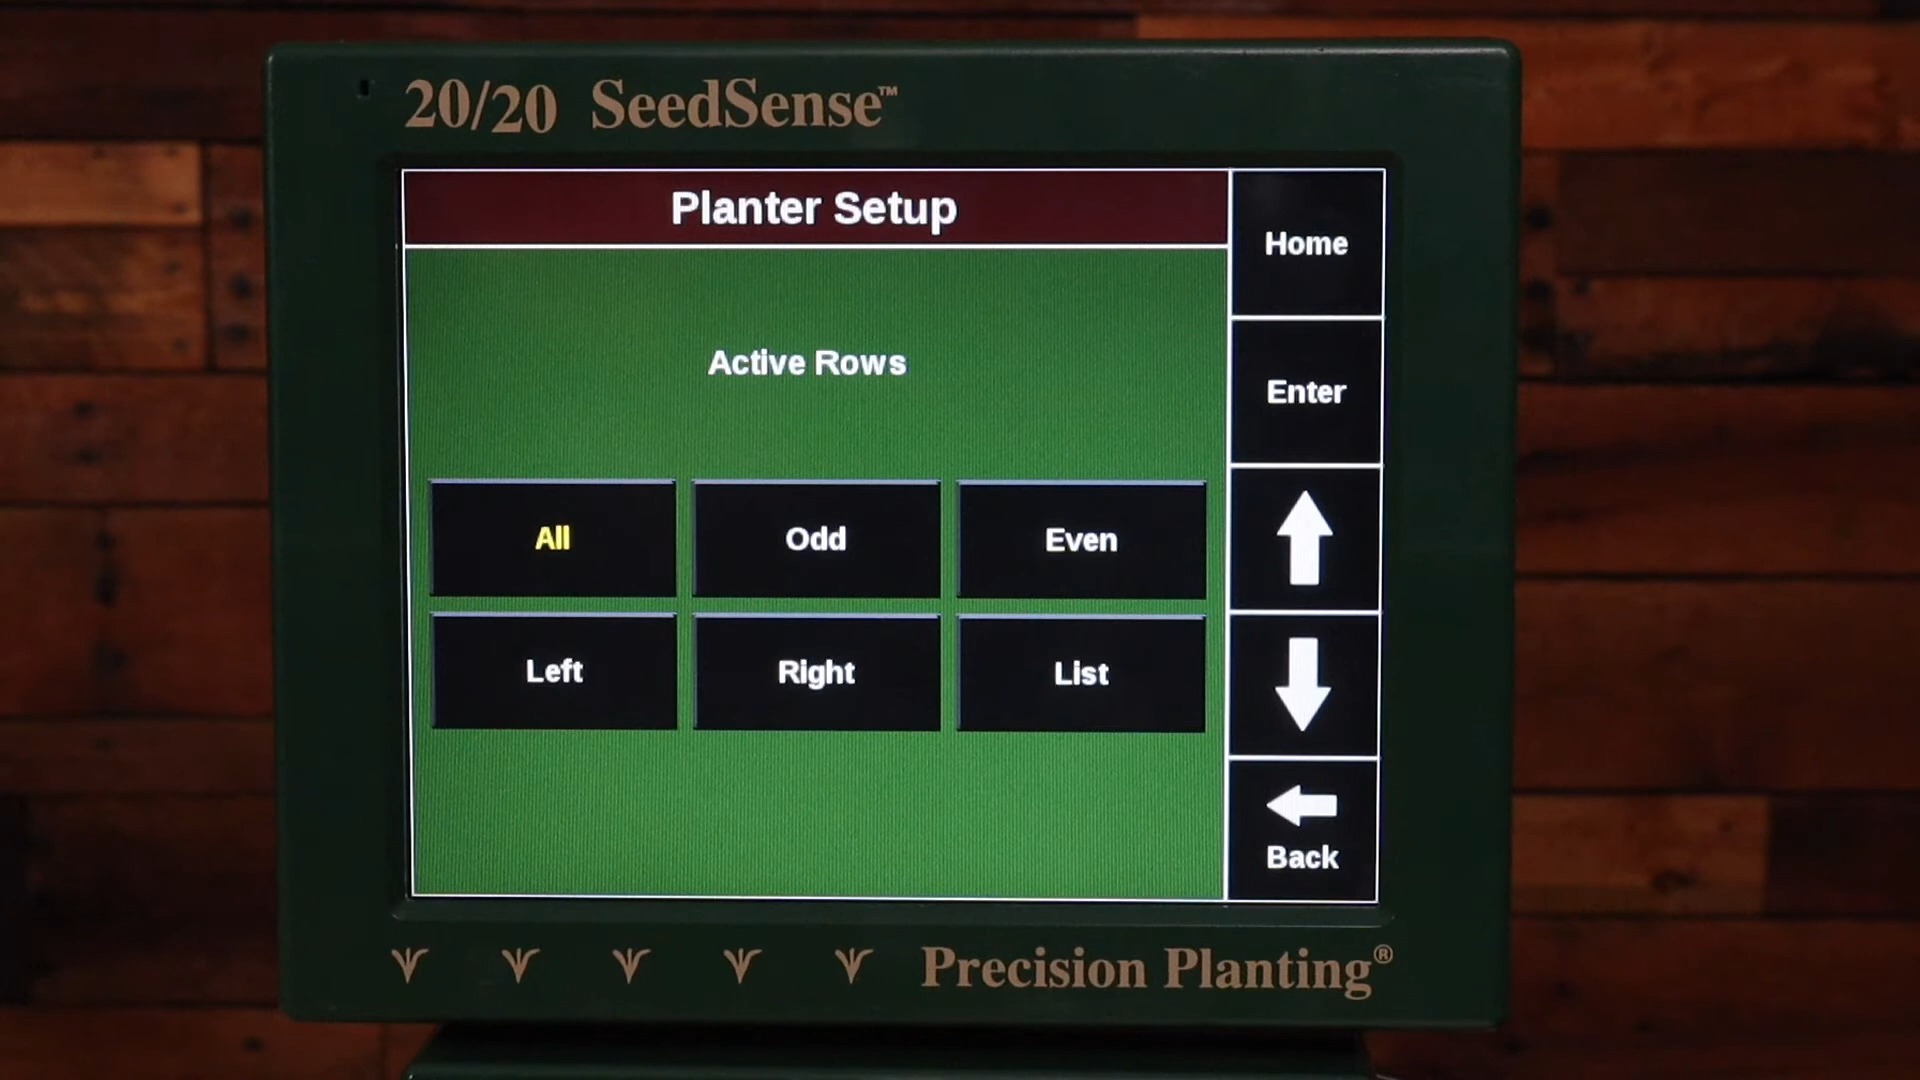 20/20 SeedSense™
Planter Setup
Home
Enter
Active Rows
All
Odd
Even
Left
Right
List
Back
Precision Planting®